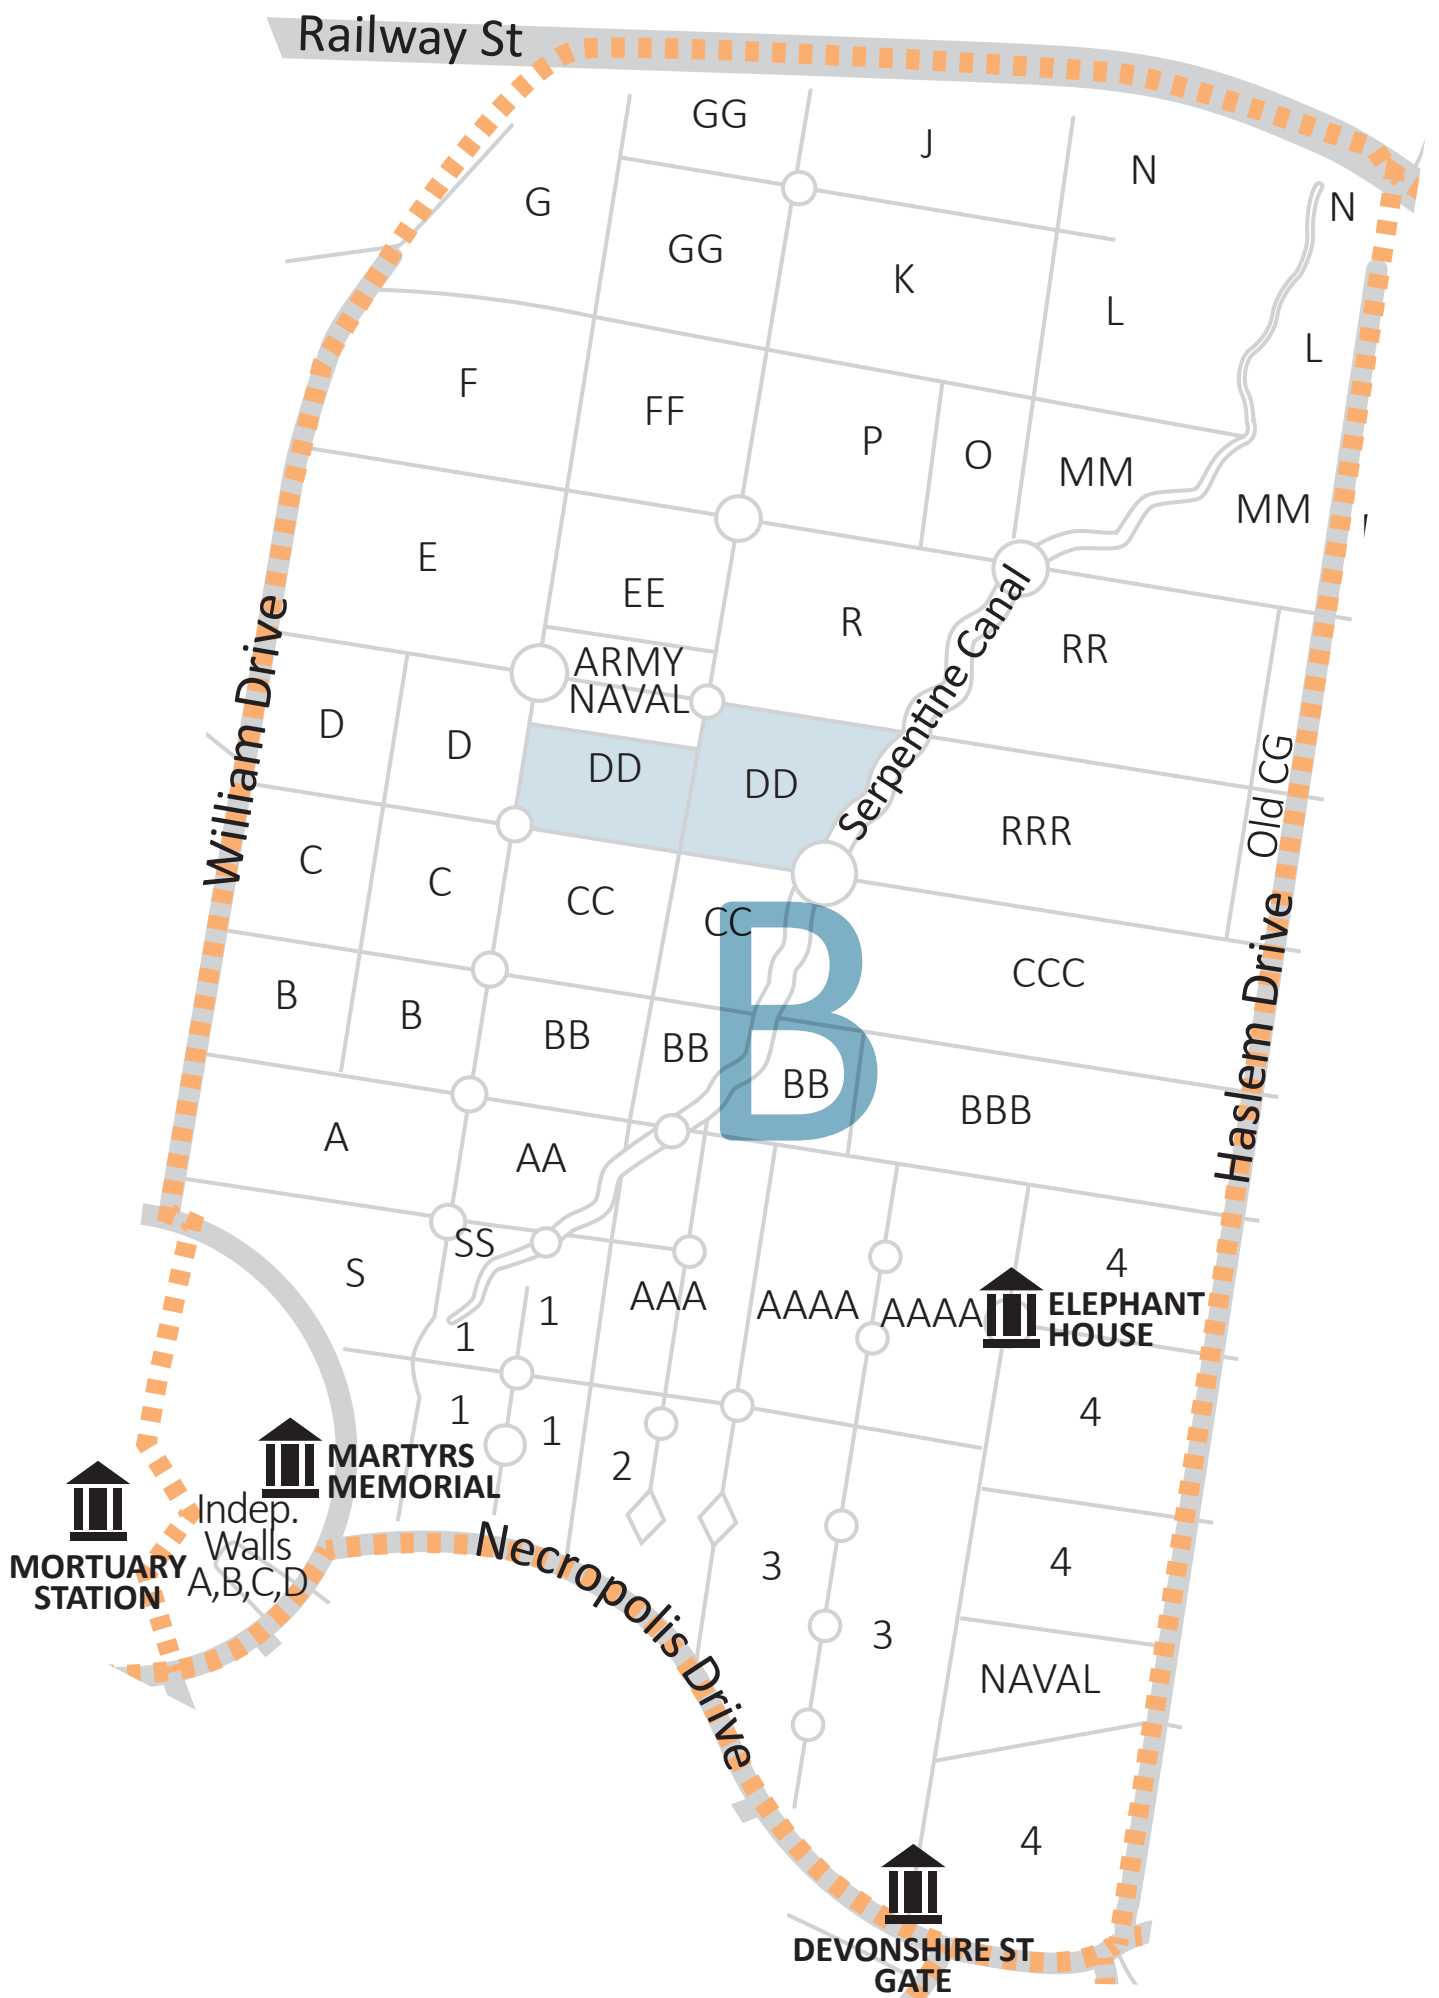 Railway St
GG
J
N
N
G
GG
K
L
L
F
FF
P
O
MM
MM
E
EE
R
RR
ARMY
NAVAL
Serpentine Canal
William Drive
D
D
DD
DD
RRR
Old CG
C
C
CC
CC
CCC
Haslem Drive
B
B
B
BB
BB
BB
BBB
A
AA
S
SS
1
1
AAA
AAAA
AAAA
4
ELEPHANT
HOUSE
1
1
2
4
MARTYRS
MEMORIAL
Indep.
Walls
A,B,C,D
MORTUARY
STATION
Necropolis Drive
3
3
4
NAVAL
4
DEVONSHIRE ST
GATE